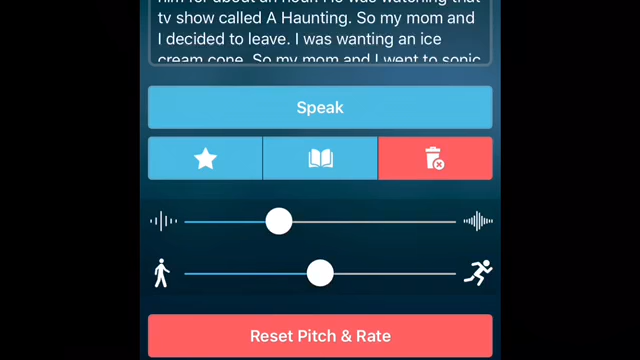 him for about an hour. He was watching that
tv show called A Haunting. So my mom and
I decided to leave. I was wanting an ice
cream cone. So my mom and I went to sonic
Speak
Reset Pitch & Rate